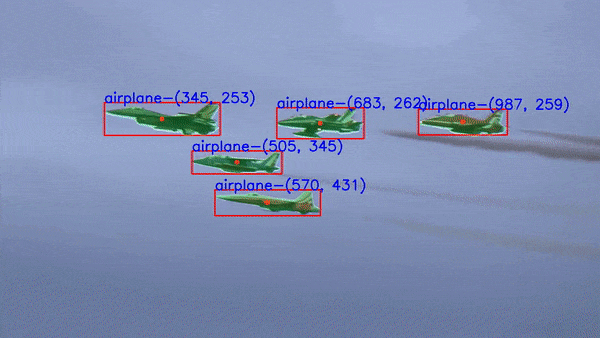 airplane-(345, 253)
airplane-(683, 262)
airplane-(987, 259)
airplane-(505, 345)
airplane-(570, 431)